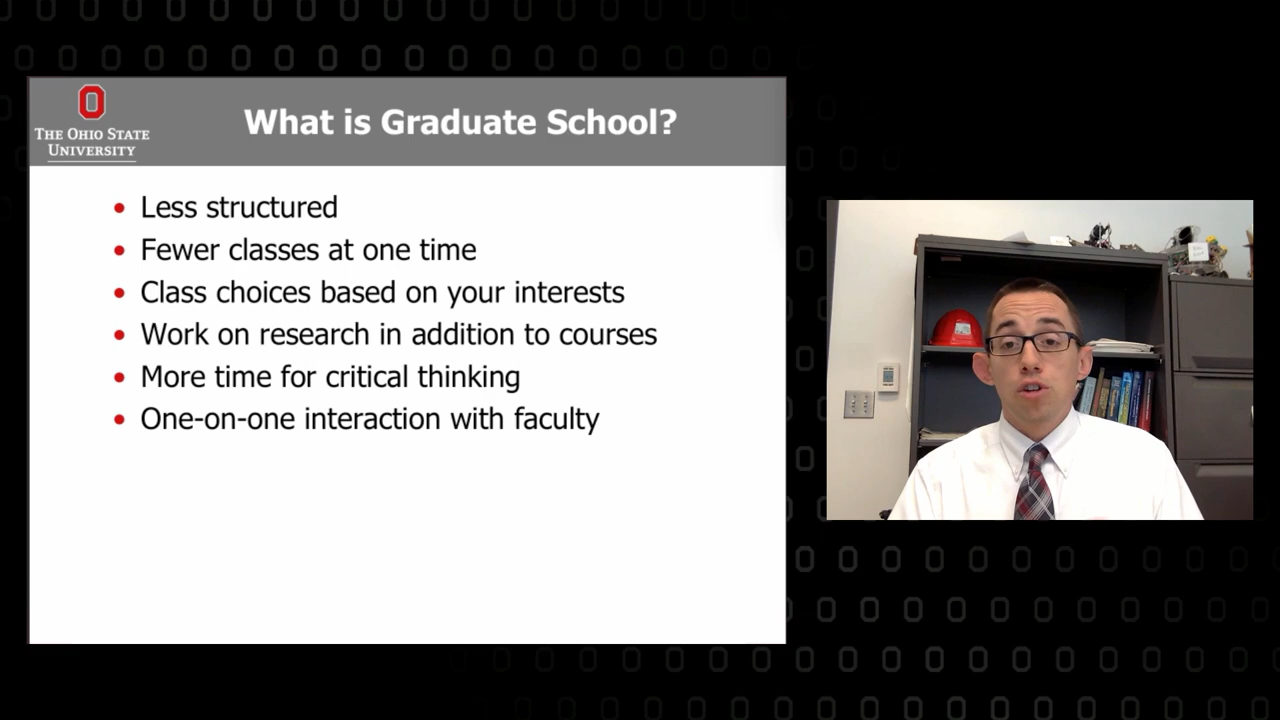 THE OHIO STATE
UNIVERSITY
What is Graduate School?
• Less structured
• Fewer classes at one time
• Class choices based on your interests
• Work on research in addition to courses
• More time for critical thinking
• One-on-one interaction with faculty